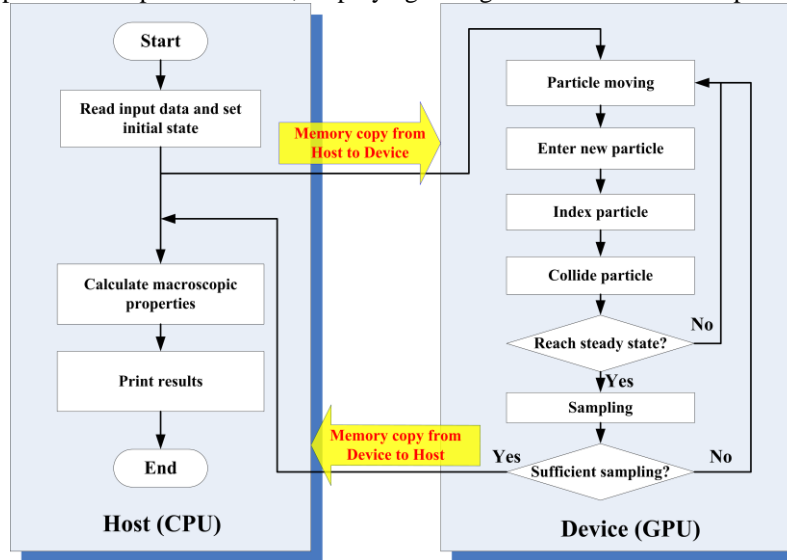 Start
Read input data and set
initial state
Memory copy from
Host to Device
Calculate macroscopic
properties
Print results
End
Host (CPU)
Particle moving
Enter new particle
Index particle
Collide particle
Reach steady state?
No
Yes
Sampling
Sufficient sampling?
Yes
No
Memory copy from
Device to Host
Device (GPU)